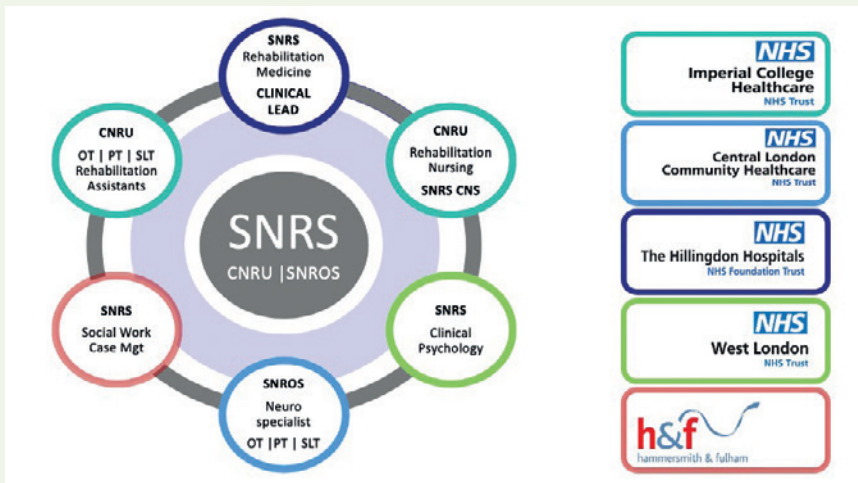 SNRS
Rehabilitation
Medicine
CLINICAL
LEAD
CNRU
OT | PT | SLT
Rehabilitation
Assistants
CNRU
Rehabilitation
Nursing
SNRS CNS
SNRS
CNRU |SNROS
SNRS
Social Work
Case Mgt
SNRS
Clinical
Psychology
SNROS
Neuro
specialist
OT |PT | SLT
NHS
Imperial College
Healthcare
NHS Trust
NHS
Central London
Community Healthcare
NHS Trust
NHS
The Hillingdon Hospitals
NHS Foundation Trust
NHS
West London
NHS Trust
h&f
hammersmith & fulham